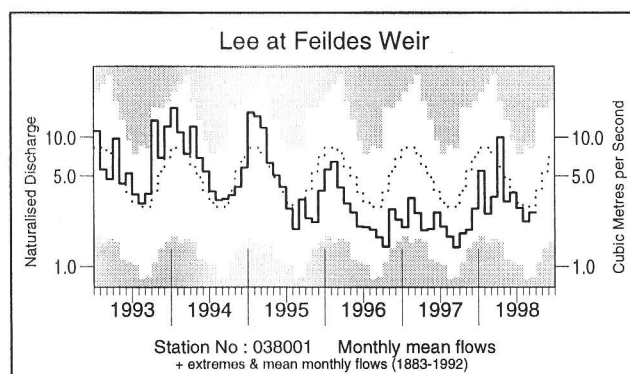 Lee at Feildes Weir
Naturalised Discharge
10.0
5.0
1.0
10.0
5.0
1.0
Cubic Metres per Second
1993 1994 1995 1996 1997 1998
Station No : 038001 Monthly mean flows
+ extremes & mean monthly flows (1883-1992)